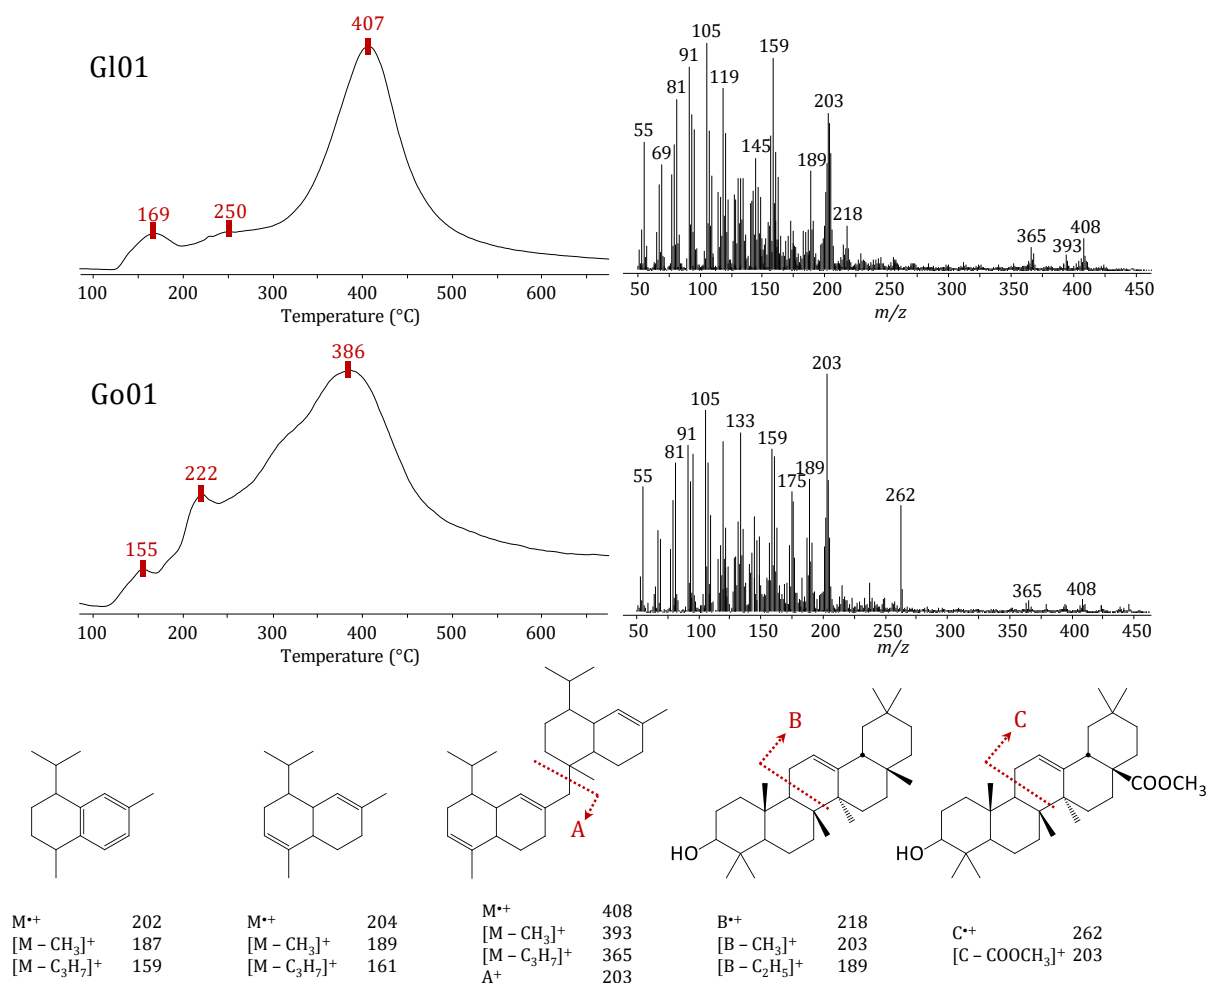 Gl01
407
169
250
100 200 300 400 500 600
Temperature (°C)
55
69
81
91
105
119
145
159
189
203
218
365
393
408
50 100 150 200 250 300 350 400 450
m/z
Go01
386
222
155
100 200 300 400 500 600
Temperature (°C)
55
81
91
105
133
159
175
189
203
262
365
408
50 100 150 200 250 300 350 400 450
m/z
A
B
HO
C
COOCH₃
HO
M•+ 202
[M – CH₃]⁺ 187
[M – C₃H₇]⁺ 159
M•+ 204
[M – CH₃]⁺ 189
[M – C₃H₇]⁺ 161
M•+ 408
[M – CH₃]⁺ 393
[M – C₃H₇]⁺ 365
A⁺ 203
B•+ 218
[B – CH₃]⁺ 203
[B – C₂H₅]⁺ 189
C•+ 262
[C – COOCH₃]⁺ 203